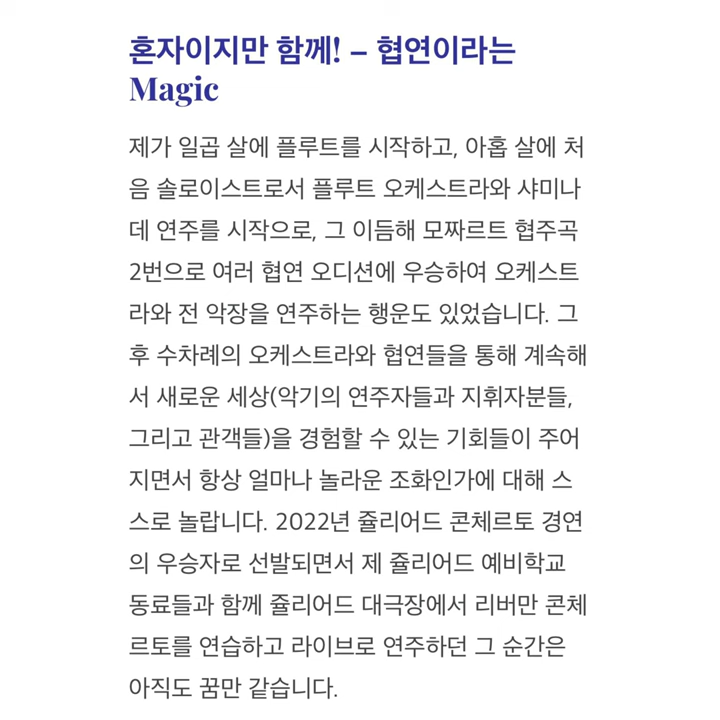 혼자이지만 함께! – 협연이라는
Magic
제가 일곱 살에 플루트를 시작하고, 아홉 살에 처
음 솔로이스트로서 플루트 오케스트라와 샤미나
데 연주를 시작으로, 그 이듬해 모짜르트 협주곡
2번으로 여러 협연 오디션에 우승하여 오케스트
라와 전 악장을 연주하는 행운도 있었습니다. 그
후 수차례의 오케스트라와 협연들을 통해 계속해
서 새로운 세상(악기의 연주자들과 지휘자분들,
그리고 관객들)을 경험할 수 있는 기회들이 주어
지면서 항상 얼마나 놀라운 조화인가에 대해 스
스로 놀랍니다. 2022년 쥴리어드 콘체르토 경연
의 우승자로 선발되면서 제 쥴리어드 예비학교
동료들과 함께 쥴리어드 대극장에서 리버만 콘체
르토를 연습하고 라이브로 연주하던 그 순간은
아직도 꿈만 같습니다.